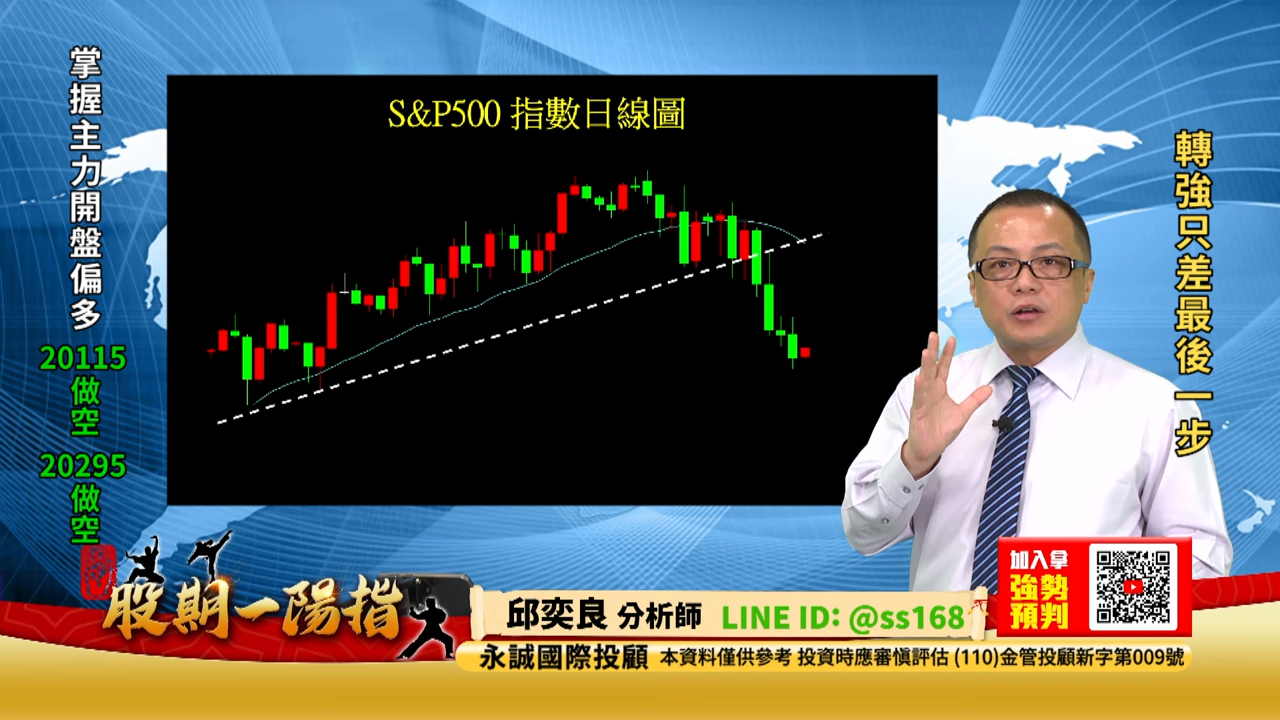 掌握主力開盤偏多
20115
做空
20295
做空
S&P500 指數日線圖
轉強只差最後一步
股期一陽指
邱奕良 分析師 LINE ID: @ss168
加入拿
強勢
預判
永誠國際投顧 本資料僅供參考 投資時應審慎評估 (110)金管投顧新字第009號